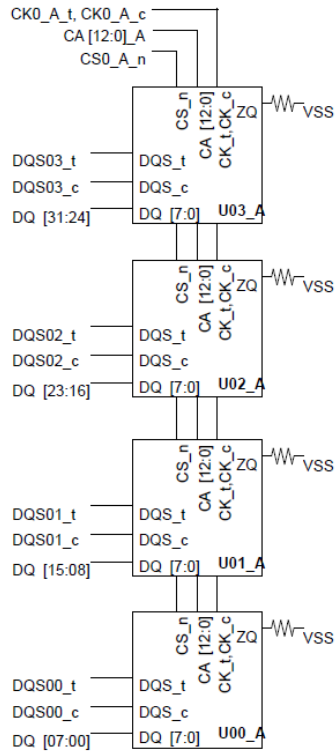 CK0_A_t, CK0_A_c
CA [12:0]_A
CS0_A_n
CS_n
CA [12:0]
CK_t,CK_c
ZQ
VSS
DQS03_t
DQS_t
DQS03_c
DQS_c
DQ [31:24]
DQ [7:0]
U03_A
CS_n
CA [12:0]
CK_t,CK_c
ZQ
VSS
DQS02_t
DQS_t
DQS02_c
DQS_c
DQ [23:16]
DQ [7:0]
U02_A
CS_n
CA [12:0]
CK_t,CK_c
ZQ
VSS
DQS01_t
DQS_t
DQS01_c
DQS_c
DQ [15:08]
DQ [7:0]
U01_A
CS_n
CA [12:0]
CK_t,CK_c
ZQ
VSS
DQS00_t
DQS_t
DQS00_c
DQS_c
DQ [07:00]
DQ [7:0]
U00_A